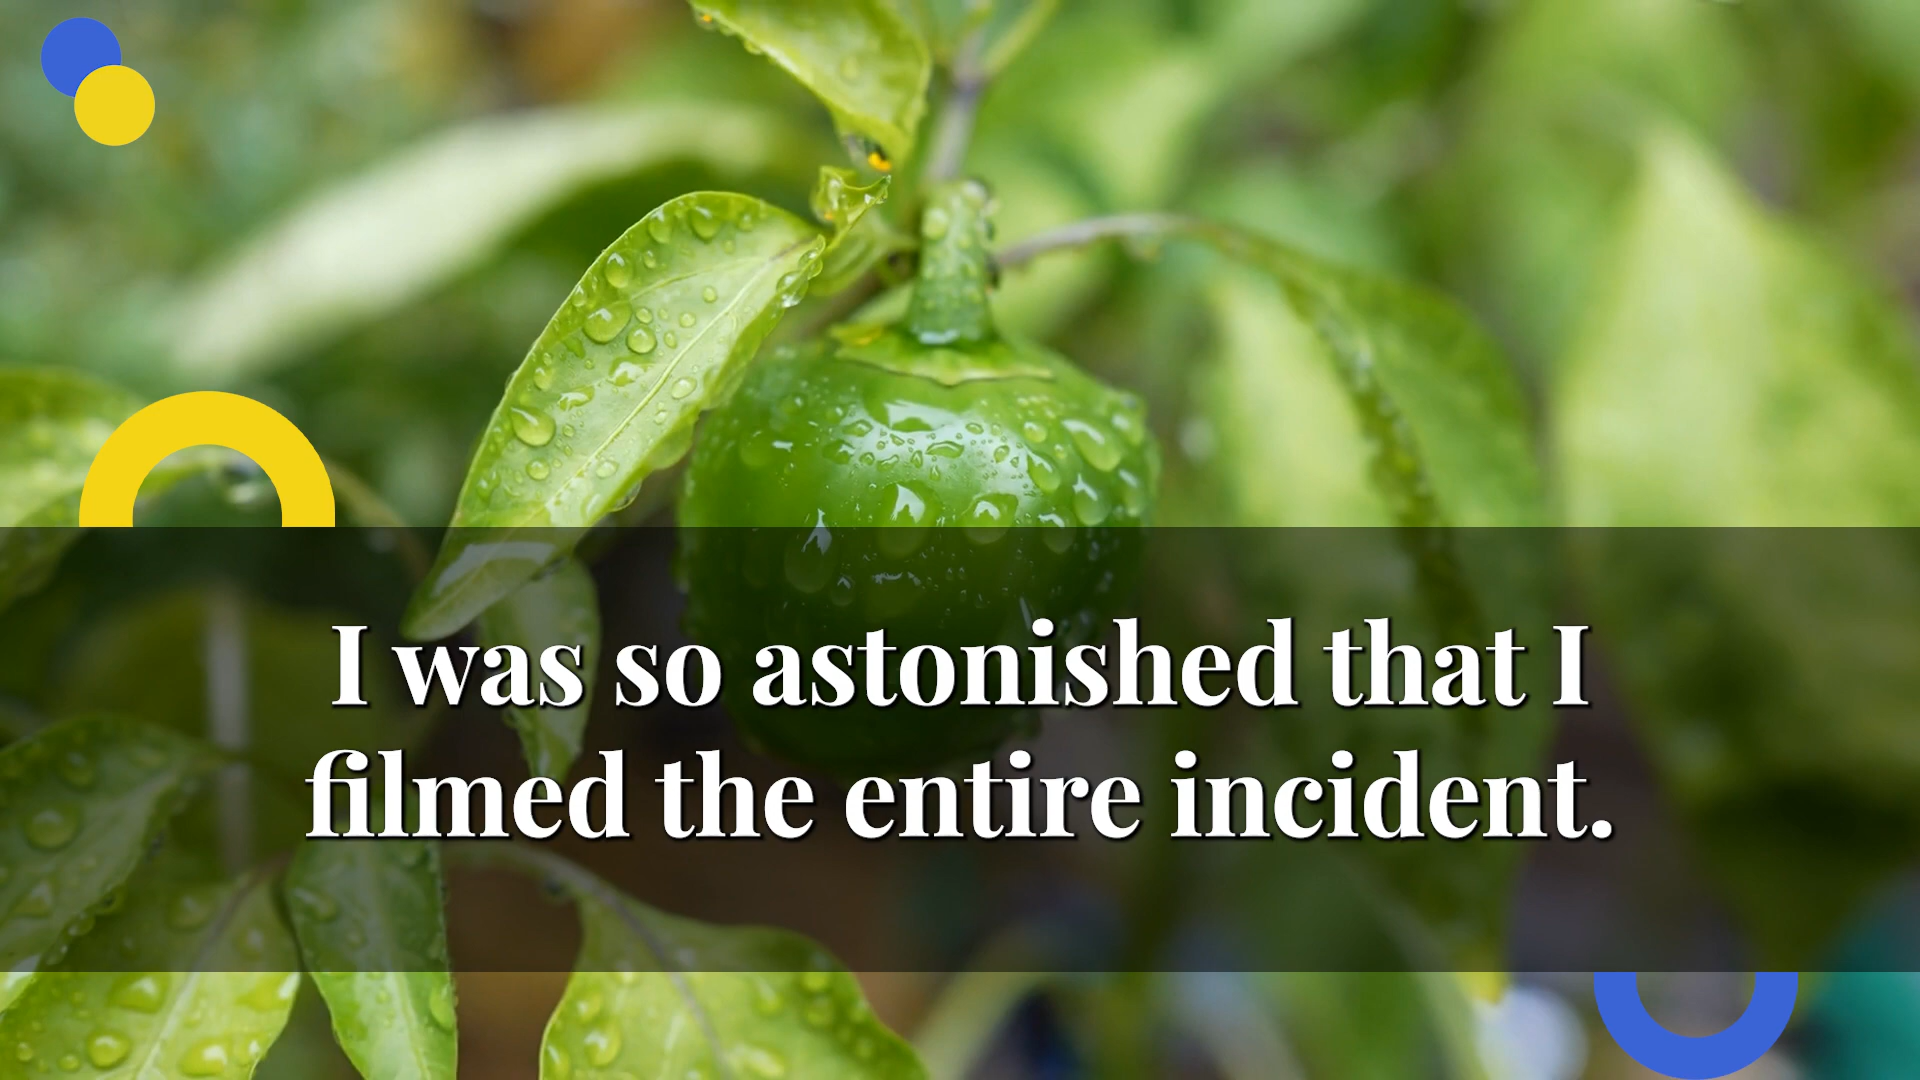 I was so astonished that I
filmed the entire incident.